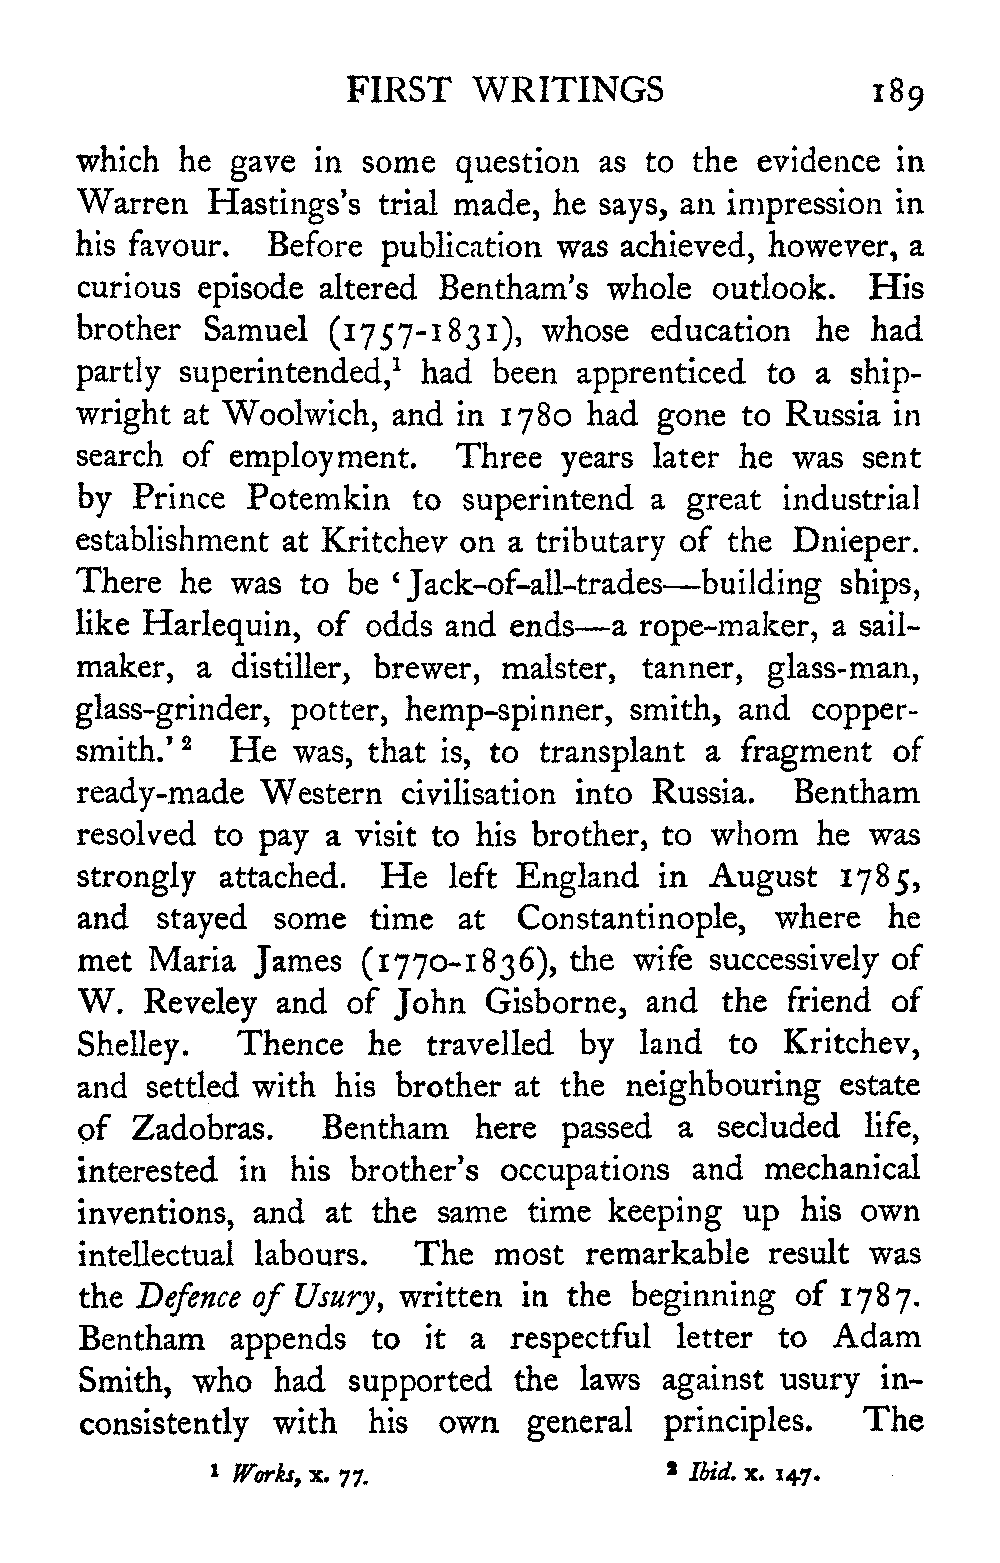 FIRST WRITINGS 189
which he gave in some question as to the evidence in
Warren Hastings's trial made, he says, an impression in
his favour. Before publication was achieved, however, a
curious episode altered Bentham's whole outlook. His
brother Samuel (1757-1831), whose education he had
partly superintended,¹ had been apprenticed to a ship-
wright at Woolwich, and in 1780 had gone to Russia in
search of employment. Three years later he was sent
by Prince Potemkin to superintend a great industrial
establishment at Kritchev on a tributary of the Dnieper.
There he was to be ‘Jack-of-all-trades—building ships,
like Harlequin, of odds and ends—a rope-maker, a sail-
maker, a distiller, brewer, malster, tanner, glass-man,
glass-grinder, potter, hemp-spinner, smith, and copper-
smith.’² He was, that is, to transplant a fragment of
ready-made Western civilisation into Russia. Bentham
resolved to pay a visit to his brother, to whom he was
strongly attached. He left England in August 1785,
and stayed some time at Constantinople, where he
met Maria James (1770-1836), the wife successively of
W. Reveley and of John Gisborne, and the friend of
Shelley. Thence he travelled by land to Kritchev,
and settled with his brother at the neighbouring estate
of Zadobras. Bentham here passed a secluded life,
interested in his brother's occupations and mechanical
inventions, and at the same time keeping up his own
intellectual labours. The most remarkable result was
the Defence of Usury, written in the beginning of 1787.
Bentham appends to it a respectful letter to Adam
Smith, who had supported the laws against usury in-
consistently with his own general principles. The
¹ Works, x. 77. ² Ibid. x. 147.